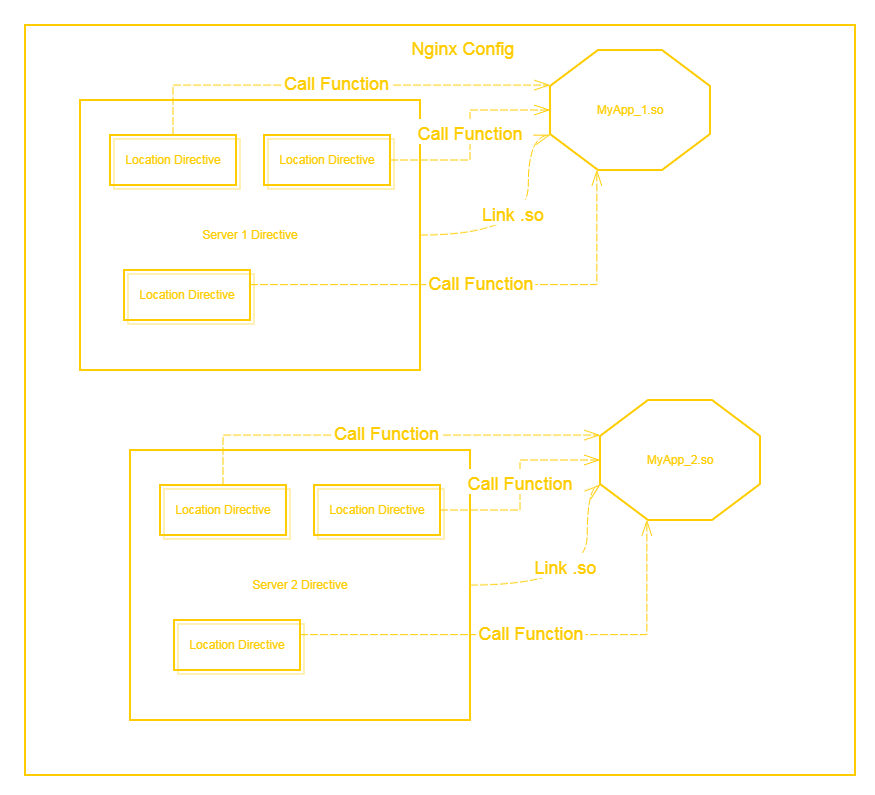 Nginx Config
Call Function
MyApp_1.so
Call Function
Location Directive
Location Directive
Link .so
Server 1 Directive
Call Function
Location Directive
Call Function
MyApp_2.so
Call Function
Location Directive
Location Directive
Link .so
Server 2 Directive
Call Function
Location Directive